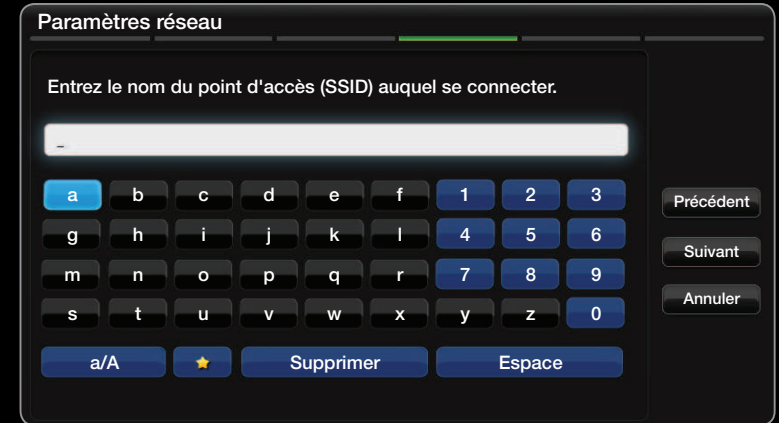 Paramètres réseau
Entrez le nom du point d'accès (SSID) auquel se connecter.
_
a b c d e f 1 2 3
Précédent
g h i j k l 4 5 6
Suivant
m n o p q r 7 8 9
Annuler
s t u v w x y z 0
a/A Supprimer Espace